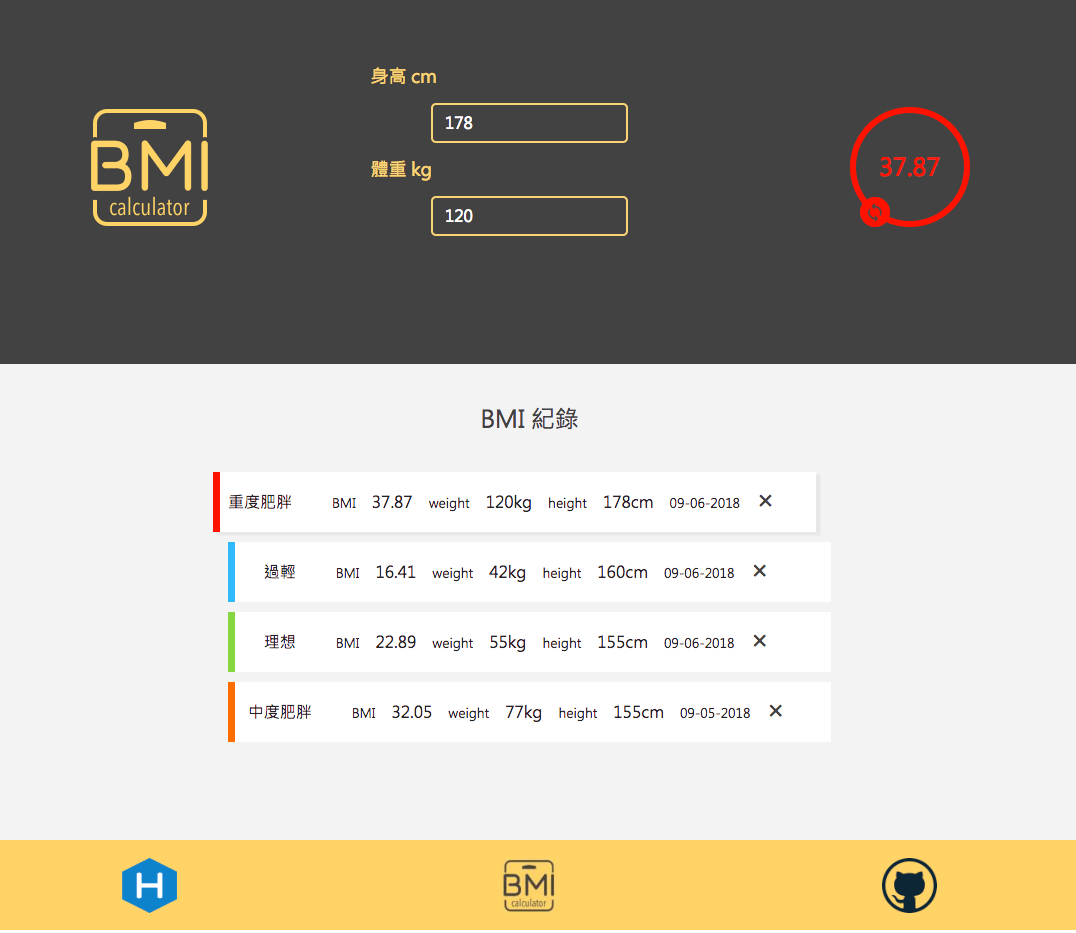 身高 cm
178
BMI
calculator
體重 kg
120
37.87
BMI 紀錄
重度肥胖 BMI 37.87 weight 120kg height 178cm 09-06-2018 ×
過輕 BMI 16.41 weight 42kg height 160cm 09-06-2018 ×
理想 BMI 22.89 weight 55kg height 155cm 09-06-2018 ×
中度肥胖 BMI 32.05 weight 77kg height 155cm 09-05-2018 ×
H
BMI
calculator